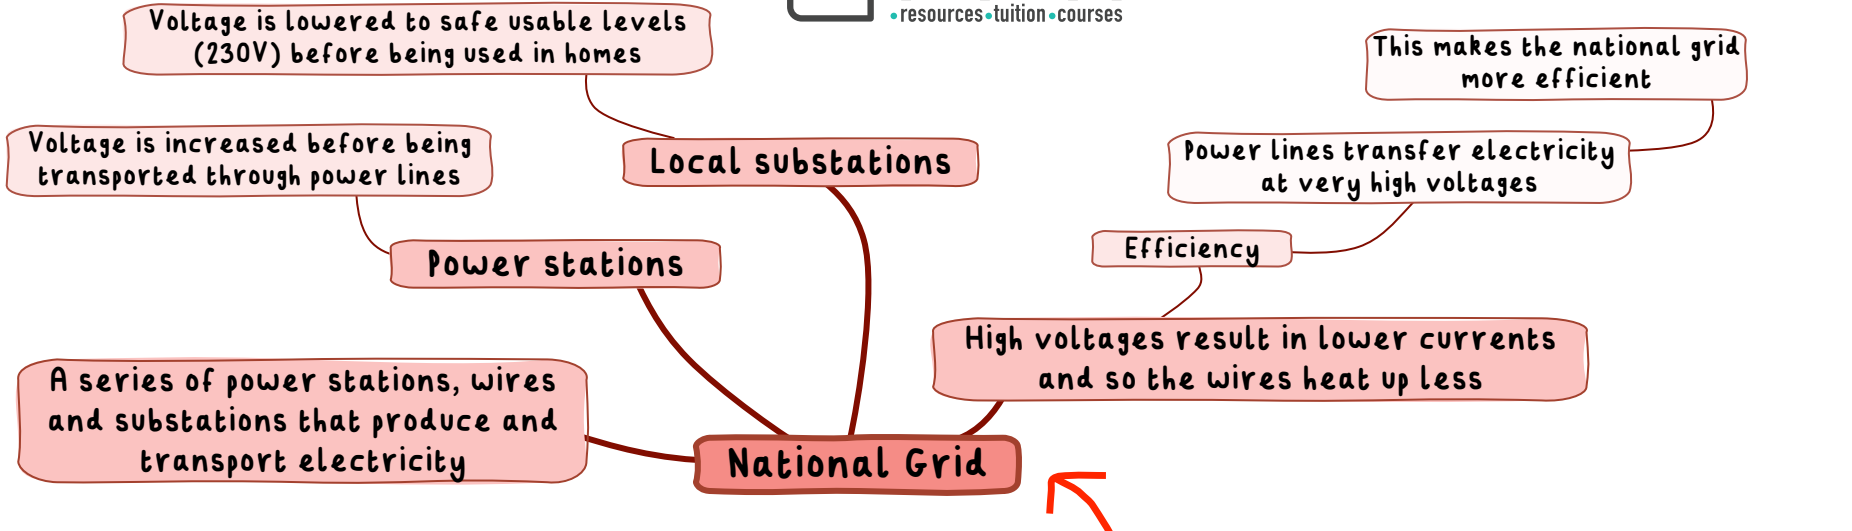 Voltage is lowered to safe usable levels
(230V) before being used in homes
•resources•tuition•courses
This makes the national grid
more efficient
Voltage is increased before being
transported through power lines
Local substations
Power lines transfer electricity
at very high voltages
Power stations
Efficiency
High voltages result in lower currents
and so the wires heat up less
A series of power stations, wires
and substations that produce and
transport electricity
National Grid